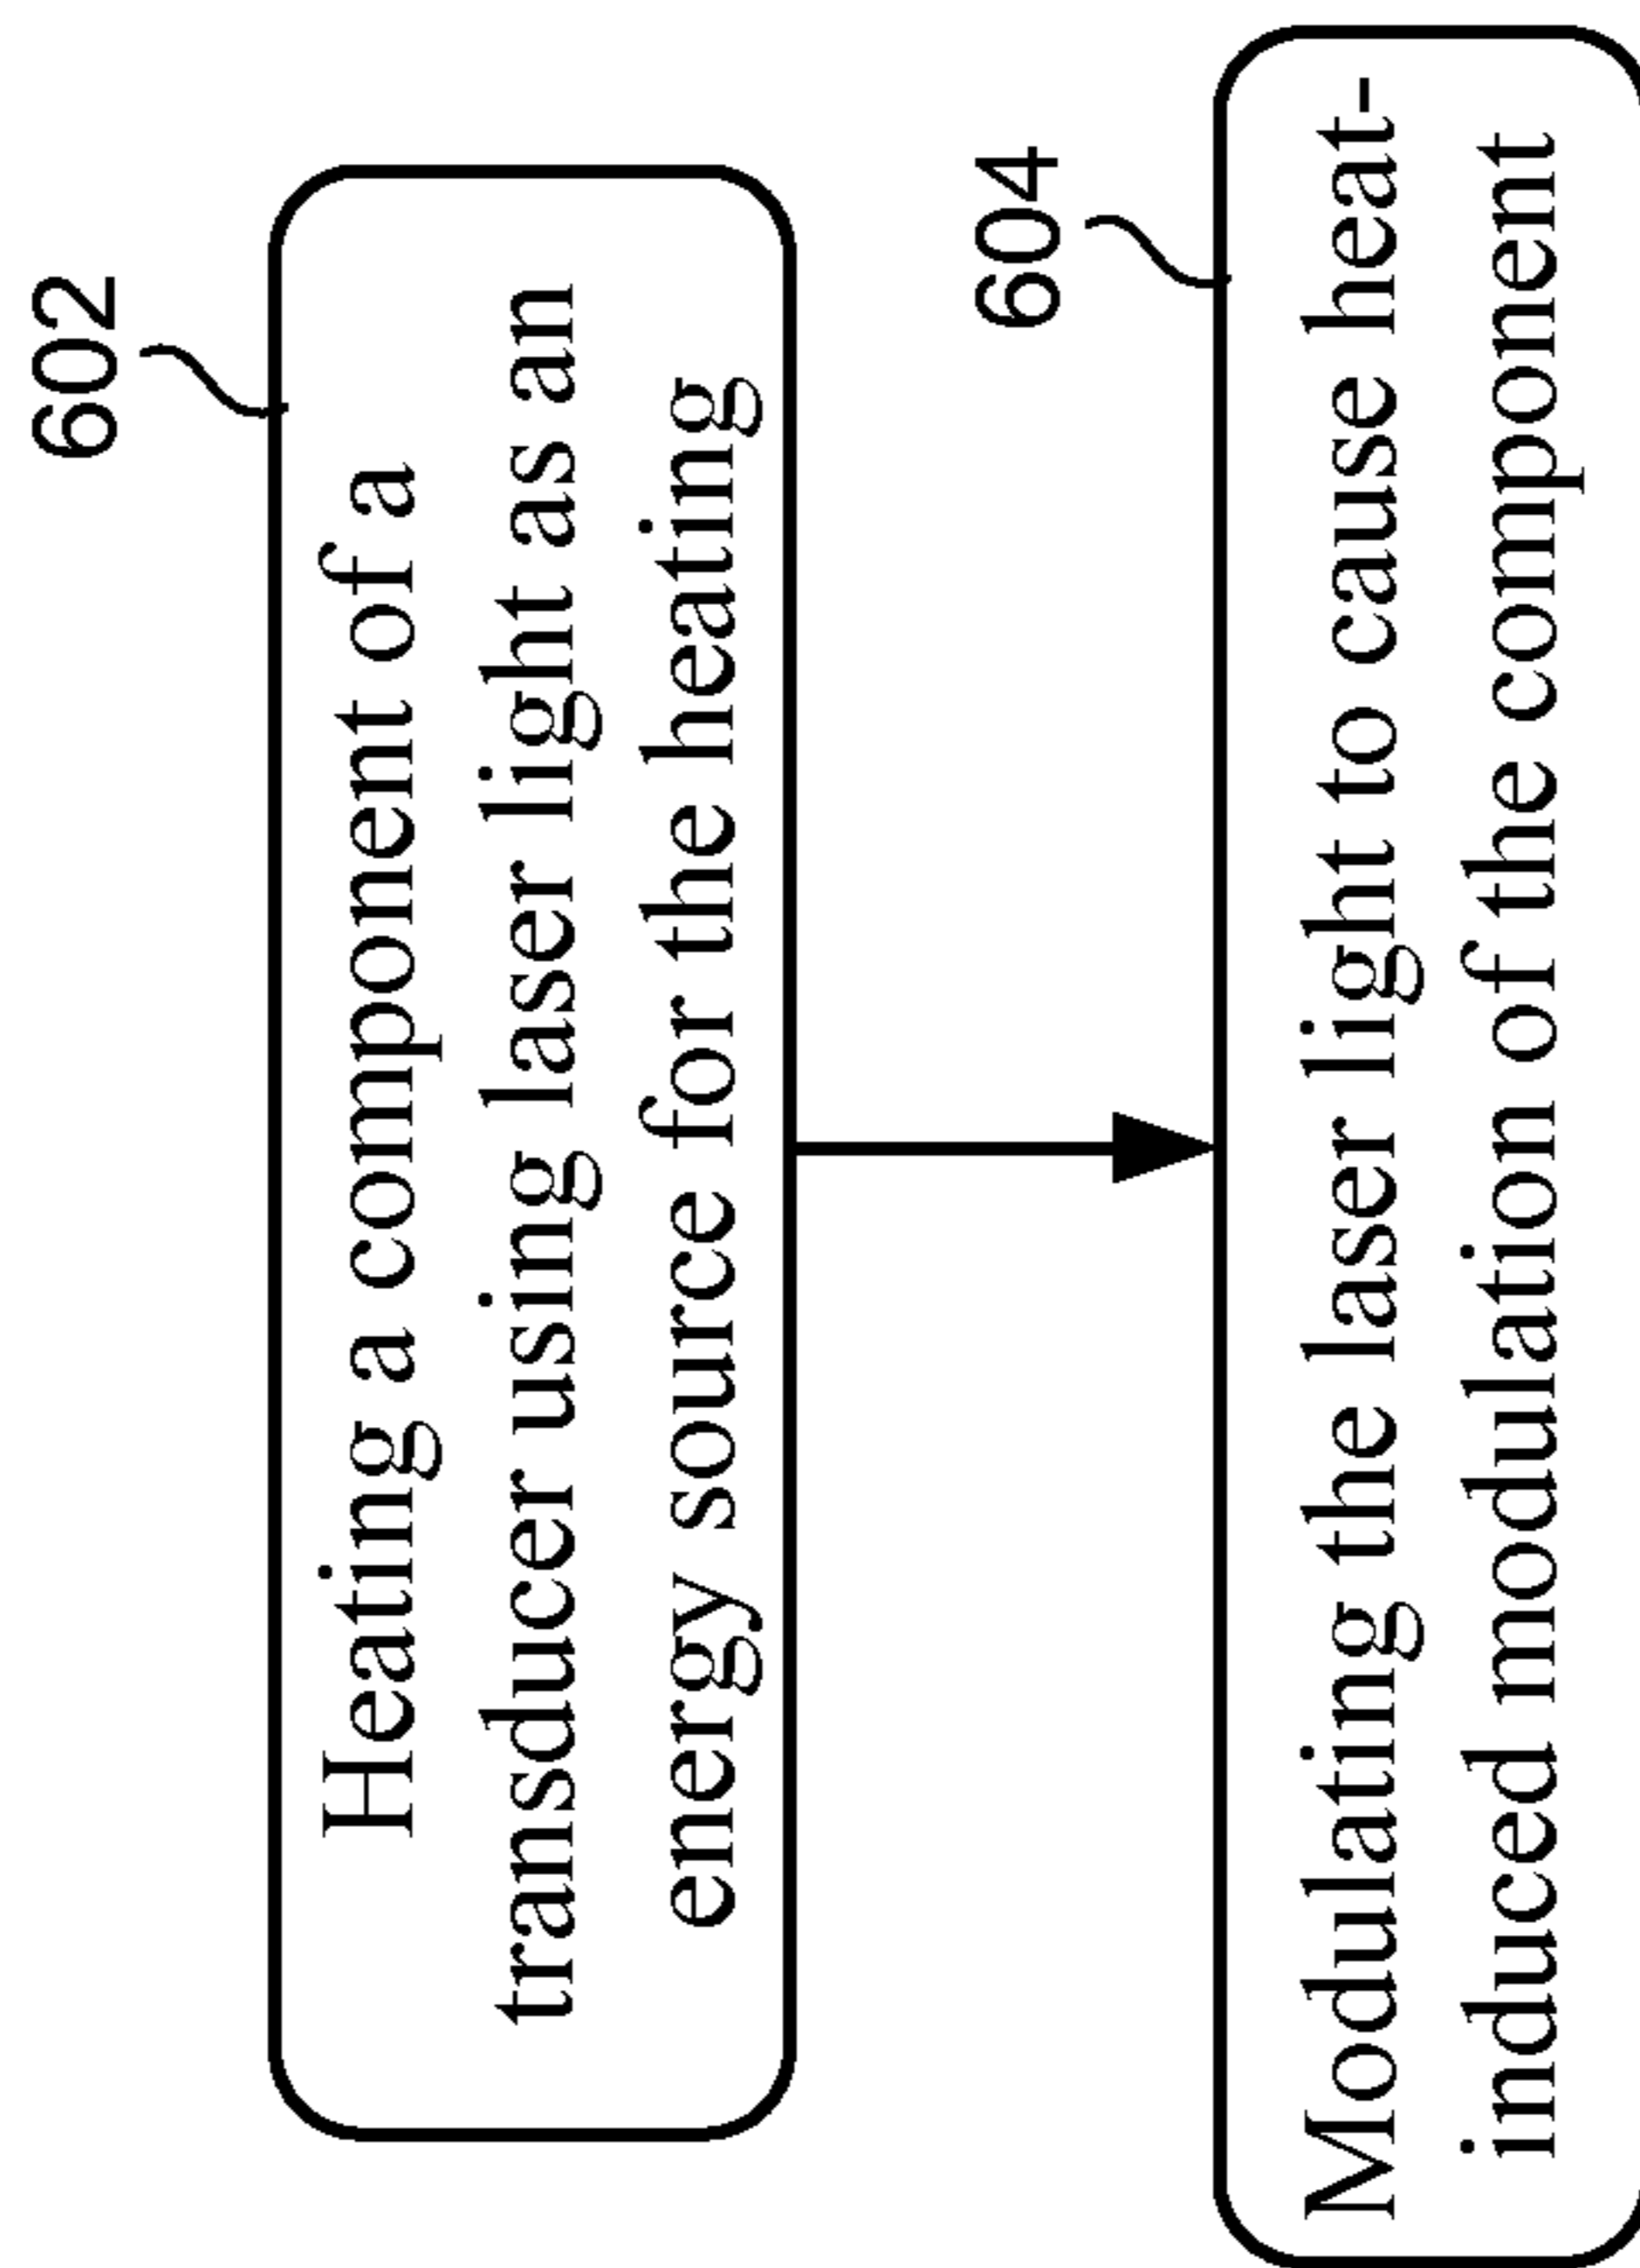 602
Heating a component of a
transducer using laser light as an
energy source for the heating
604
Modulating the laser light to cause heat-
induced modulation of the component